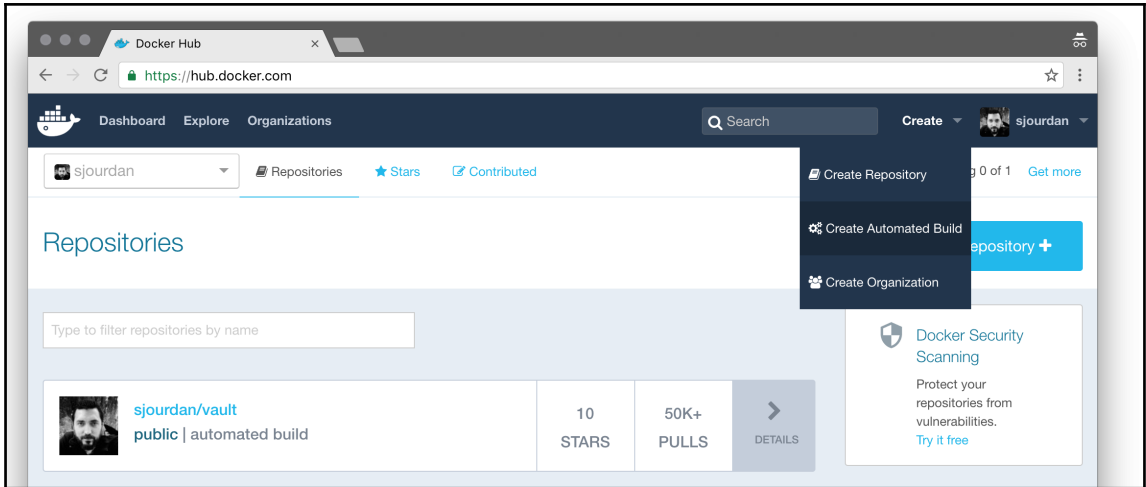 Docker Hub
https://hub.docker.com
Dashboard Explore Organizations Search Create sjourdan
sjourdan Repositories Stars Contributed g 0 of 1 Get more
Create Repository
Create Automated Build
Create Organization
Repositories
epository
Type to filter repositories by name
Docker Security
Scanning
Protect your
repositories from
vulnerabilities.
Try it free
sjourdan/vault
public | automated build
10
STARS
50K+
PULLS
DETAILS